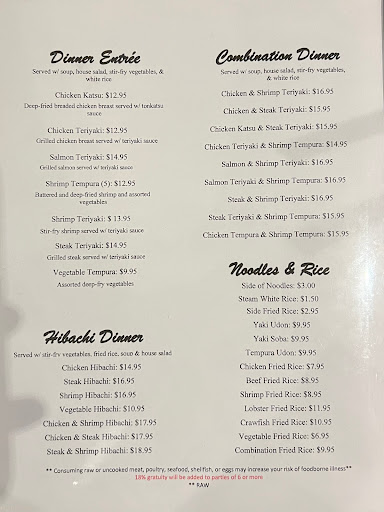 Dinner Entrée
Served w/ soup, house salad, stir-fry vegetables, &
white rice
Chicken Katsu: $12.95
Deep-fried breaded chicken breast served w/ tonkatsu
sauce
Chicken Teriyaki: $12.95
Grilled chicken breast served w/ teriyaki sauce
Salmon Teriyaki: $14.95
Grilled salmon served w/ teriyaki sauce
Shrimp Tempura (5): $12.95
Battered and deep-fried shrimp and assorted
vegetables
Shrimp Teriyaki: $ 13.95
Stir-fry shrimp served w/ teriyaki sauce
Steak Teriyaki: $14.95
Grilled steak served w/ teriyaki sauce
Vegetable Tempura: $9.95
Assorted deep-fry vegetables
Hibachi Dinner
Served w/ stir-fry vegetables, fried rice, soup & house salad
Chicken Hibachi: $14.95
Steak Hibachi: $16.95
Shrimp Hibachi: $16.95
Vegetable Hibachi: $10.95
Chicken & Shrimp Hibachi: $17.95
Chicken & Steak Hibachi: $17.95
Steak & Shrimp Hibachi: $18.95
Combination Dinner
Served w/ soup, house salad, stir-fry vegetables,
& white rice
Chicken & Shrimp Teriyaki: $16.95
Chicken & Steak Teriyaki: $15.95
Chicken Katsu & Steak Teriyaki: $15.95
Chicken Teriyaki & Shrimp Tempura: $14.95
Salmon & Shrimp Teriyaki: $16.95
Salmon Teriyaki & Shrimp Tempura: $16.95
Steak & Shrimp Teriyaki: $16.95
Steak Teriyaki & Shrimp Tempura: $15.95
Chicken Tempura & Shrimp Tempura: $15.95
Noodles & Rice
Side of Noodles: $3.00
Steam White Rice: $1.50
Side Fried Rice: $2.95
Yaki Udon: $9.95
Yaki Soba: $9.95
Tempura Udon: $9.95
Chicken Fried Rice: $7.95
Beef Fried Rice: $8.95
Shrimp Fried Rice: $8.95
Lobster Fried Rice: $11.95
Crawfish Fried Rice: $10.95
Vegetable Fried Rice: $6.95
Combination Fried Rice: $9.95
** Consuming raw or uncooked meat, poultry, seafood, shellfish, or eggs may increase your risk of foodborne illness**
18% gratuity will be added to parties of 6 or more
** RAW